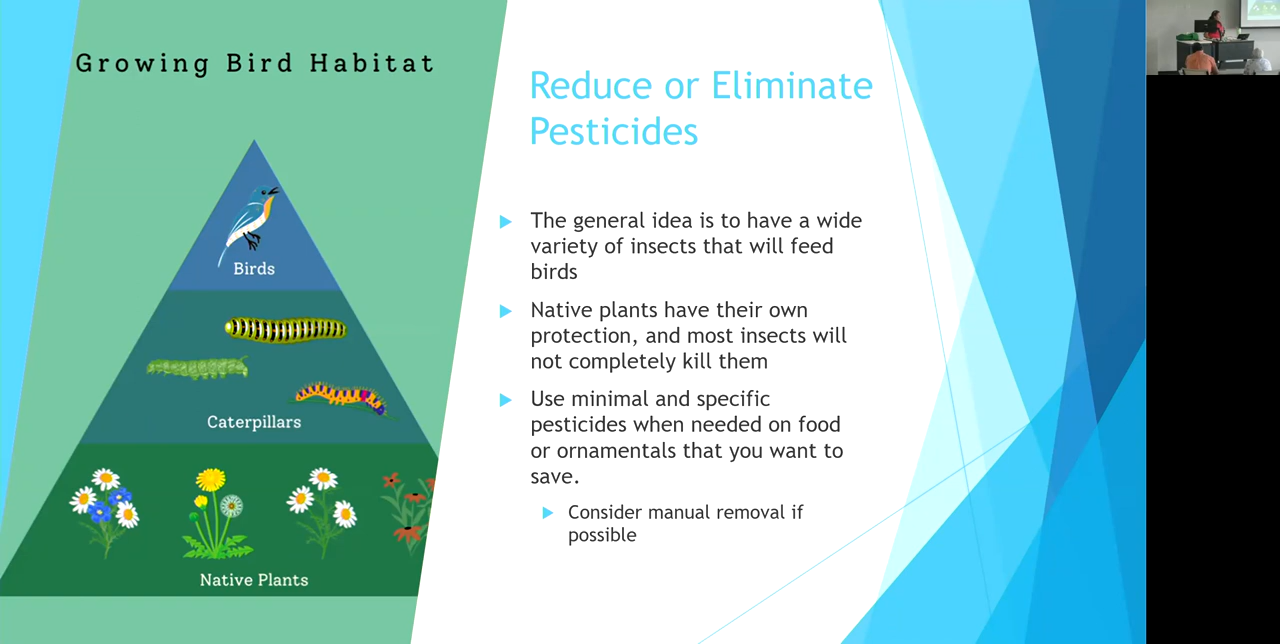 Growing Bird Habitat
Birds
Caterpillars
Native Plants
Reduce or Eliminate
Pesticides
The general idea is to have a wide
variety of insects that will feed
birds
Native plants have their own
protection, and most insects will
not completely kill them
Use minimal and specific
pesticides when needed on food
or ornamentals that you want to
save.
Consider manual removal if
possible